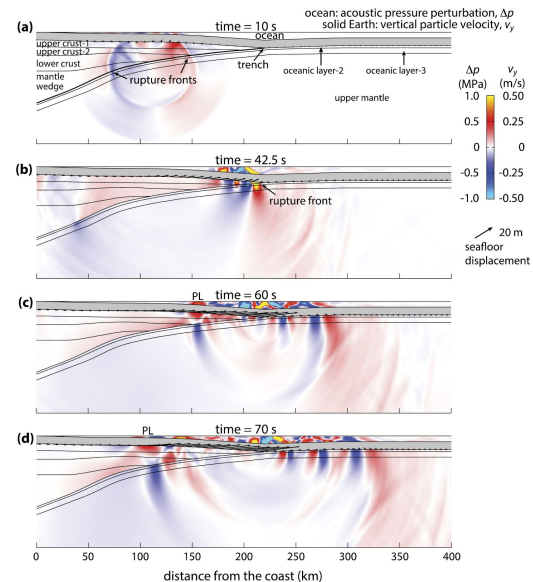 (a)
time = 10 s
ocean: acoustic pressure perturbation, Δp
solid Earth: vertical particle velocity, vy
ocean
upper crust-1
upper crust-2
lower crust
mantle
wedge
rupture fronts
trench
oceanic layer-2
oceanic layer-3
upper mantle
Δp
(MPa)
vy
(m/s)
1.0
0.50
0.5
0.25
0
0
-0.5
-0.25
-1.0
-0.50
(b)
time = 42.5 s
rupture front
20 m
seafloor
displacement
(c)
PL
time = 60 s
(d)
PL
time = 70 s
0
50
100
150
200
250
300
350
400
distance from the coast (km)